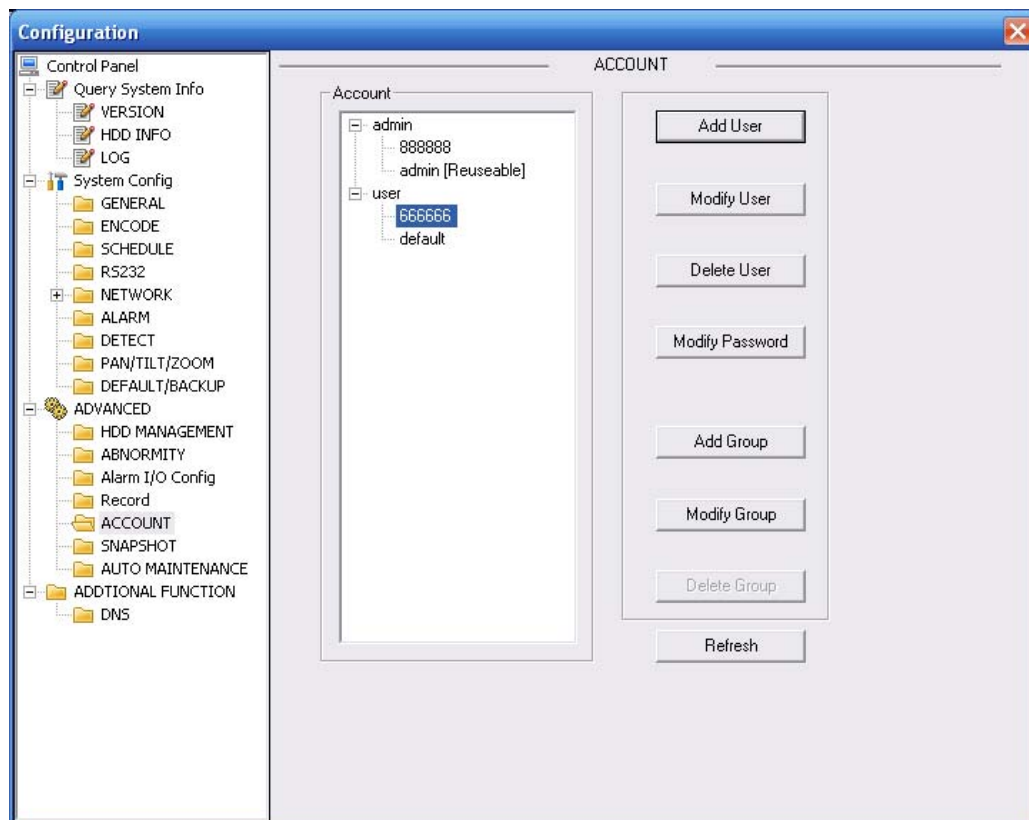 Configuration
Control Panel
Query System Info
VERSION
HDD INFO
LOG
System Config
GENERAL
ENCODE
SCHEDULE
RS232
NETWORK
ALARM
DETECT
PAN/TILT/ZOOM
DEFAULT/BACKUP
ADVANCED
HDD MANAGEMENT
ABNORMITY
Alarm I/O Config
Record
ACCOUNT
SNAPSHOT
AUTO MAINTENANCE
ADDTIONAL FUNCTION
DNS
ACCOUNT
Account
admin
888888
admin [Reuseable]
user
666666
default
Add User
Modify User
Delete User
Modify Password
Add Group
Modify Group
Delete Group
Refresh